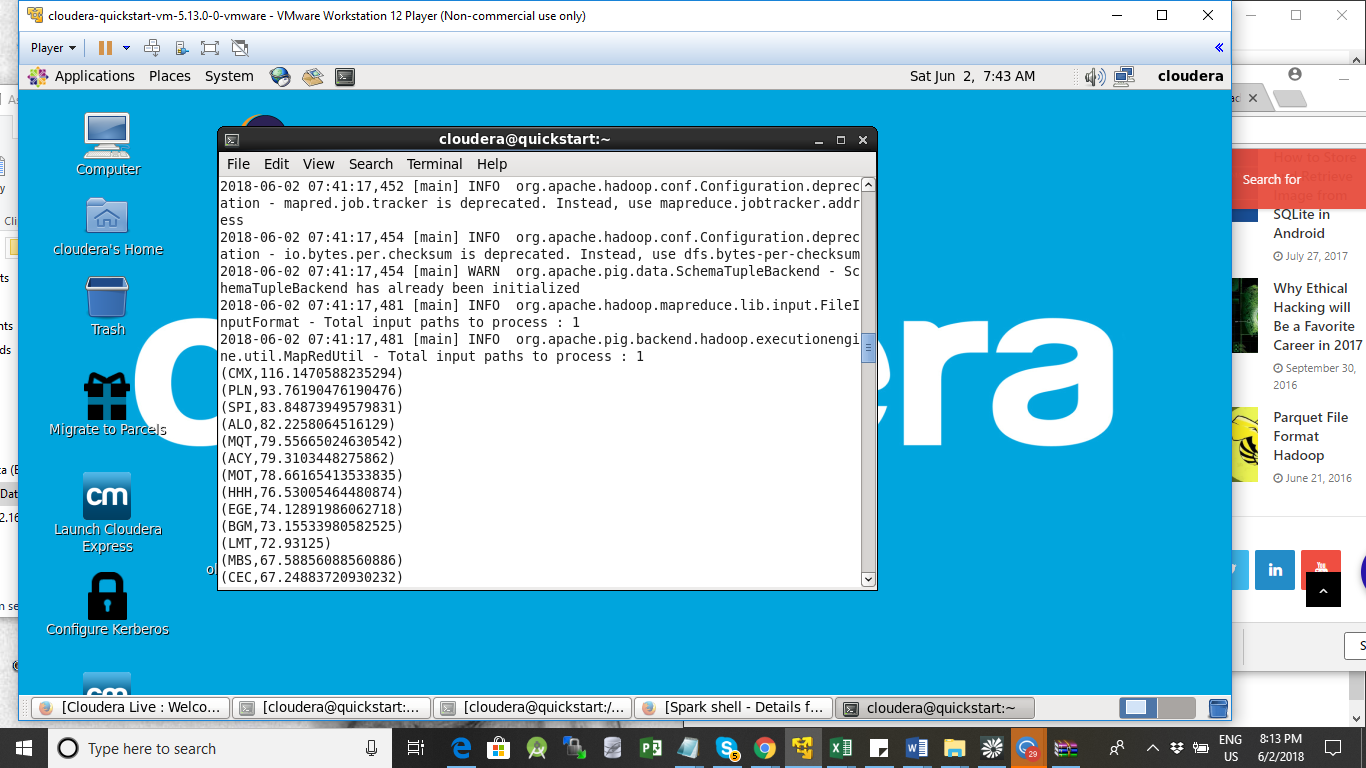 cloudera-quickstart-vm-5.13.0-0-vmware - VMware Workstation 12 Player (Non-commercial use only)
Player
Applications Places System
Sat Jun 2, 7:43 AM
cloudera
Computer
cloudera's Home
Trash
Migrate to Parcels
Launch Cloudera
Express
Configure Kerberos
cm
era
cloudera@quickstart:~
File Edit View Search Terminal Help
2018-06-02 07:41:17,452 [main] INFO  org.apache.hadoop.conf.Configuration.deprec
ation - mapred.job.tracker is deprecated. Instead, use mapreduce.jobtracker.addr
ess
2018-06-02 07:41:17,454 [main] INFO  org.apache.hadoop.conf.Configuration.deprec
ation - io.bytes.per.checksum is deprecated. Instead, use dfs.bytes-per-checksum
2018-06-02 07:41:17,454 [main] WARN  org.apache.pig.data.SchemaTupleBackend - Sc
hemaTupleBackend has already been initialized
2018-06-02 07:41:17,481 [main] INFO  org.apache.hadoop.mapreduce.lib.input.FileI
nputFormat - Total input paths to process : 1
2018-06-02 07:41:17,481 [main] INFO  org.apache.pig.backend.hadoop.executionengi
ne.util.MapRedUtil - Total input paths to process : 1
(CMX,116.1470588235294)
(PLN,93.76190476190476)
(SPI,83.84873949579831)
(ALO,82.2258064516129)
(MQT,79.55665024630542)
(ACY,79.3103448275862)
(MOT,78.66165413533835)
(HHH,76.53005464480874)
(EGE,74.12891986062718)
(BGM,73.15533980582525)
(LMT,72.93125)
(MBS,67.58856088560886)
(CEC,67.24883720930232)
Search for
How to Store
Retrieve
Image from
SQLite in
Android
July 27, 2017
Why Ethical
Hacking will
Be a Favorite
Career in 2017
September 30,
2016
Parquet File
Format
Hadoop
June 21, 2016
in
[Cloudera Live : Welco...
[cloudera@quickstart:...
[cloudera@quickstart:/...
[Spark shell - Details f...
cloudera@quickstart:~
Type here to search
5
29
ENG
US
8:13 PM
6/2/2018